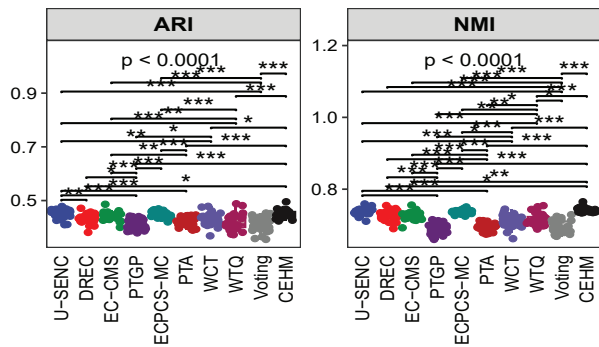 ARI
NMI
p < 0.0001
p < 0.0001
0.9
0.7
0.5
1.2
1.0
0.8
U-SENC
DREC
EC-CMS
PTGP
ECPCS-MC
PTA
WCT
WTQ
Voting
CEHM
U-SENC
DREC
EC-CMS
PTGP
ECPCS-MC
PTA
WCT
WTQ
Voting
CEHM